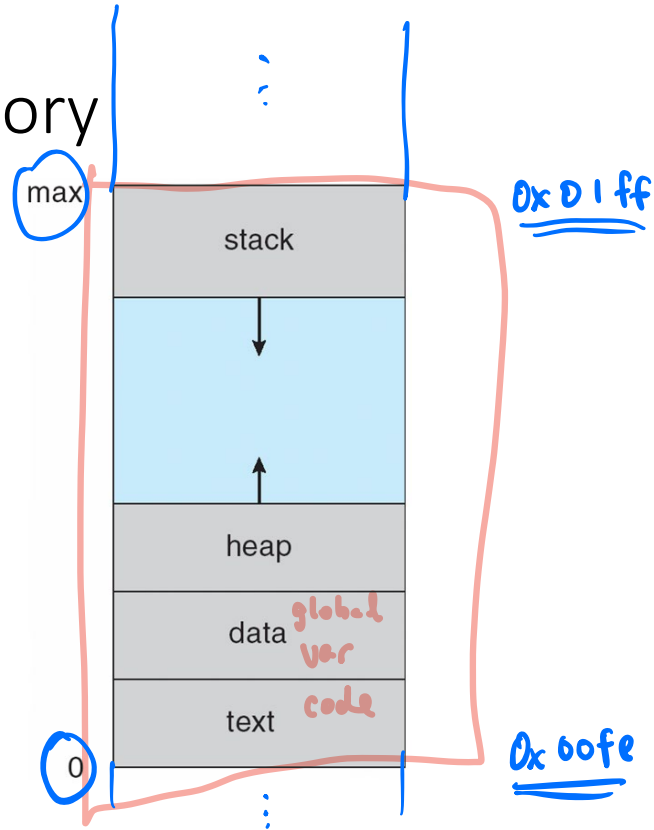 ory
max
0x01ff
stack
heap
data
global
var
text
code
0
0x00fe